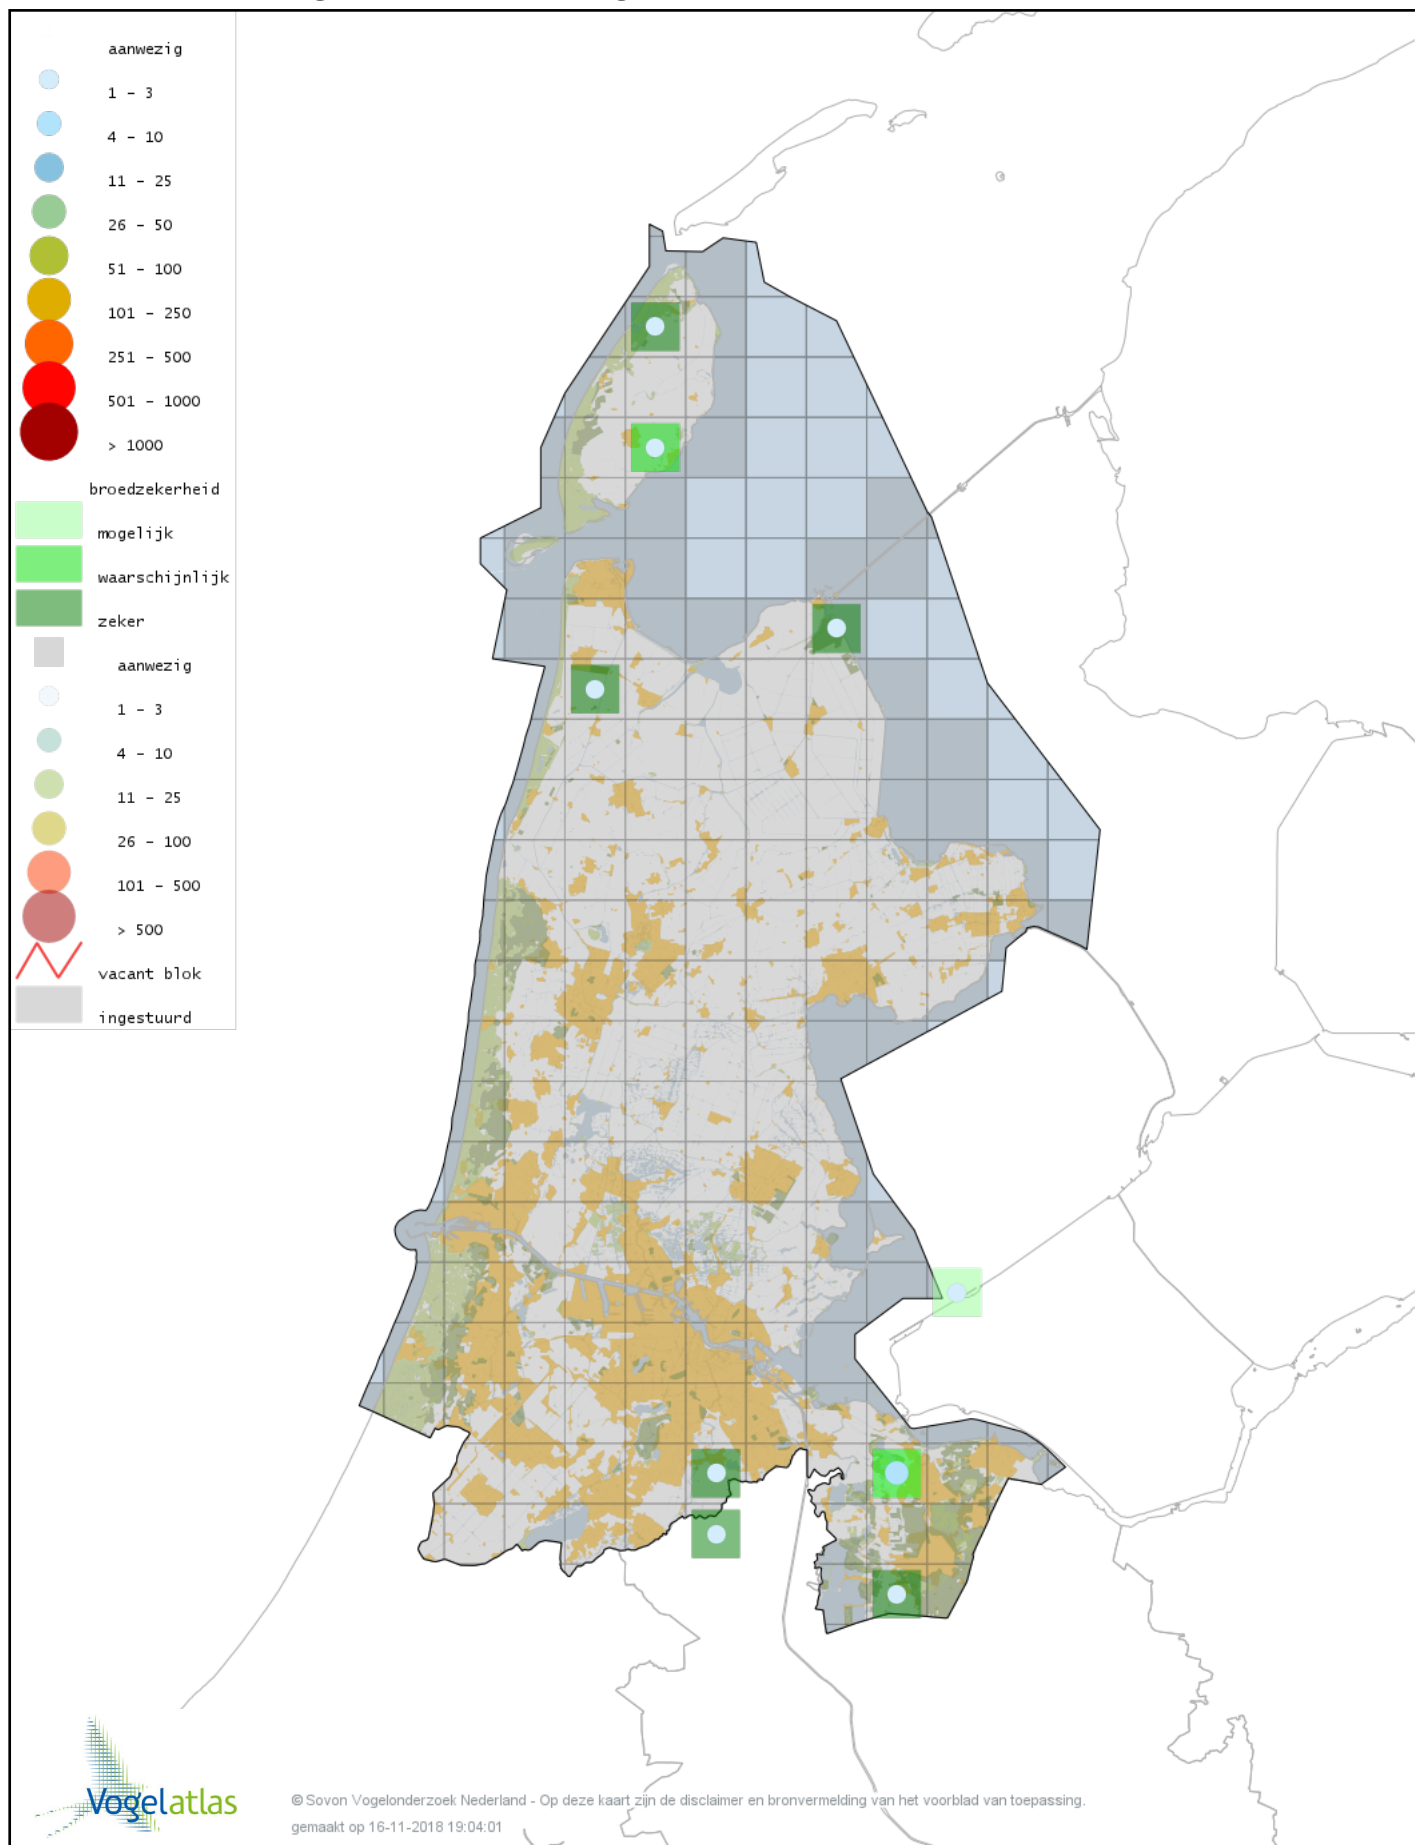 aanwezig
1 - 3
4 - 10
11 - 25
26 - 50
51 - 100
101 - 250
251 - 500
501 - 1000
> 1000
broedzekerheid
mogelijk
waarschijnlijk
zeker
aanwezig
1 - 3
4 - 10
11 - 25
26 - 100
101 - 500
> 500
vacant blok
ingestuurd
Vogelatlas
© Sovon Vogelonderzoek Nederland - Op deze kaart zijn de disclaimer en bronvermelding van het voorblad van toepassing.
gemaakt op 16-11-2018 19:04:01